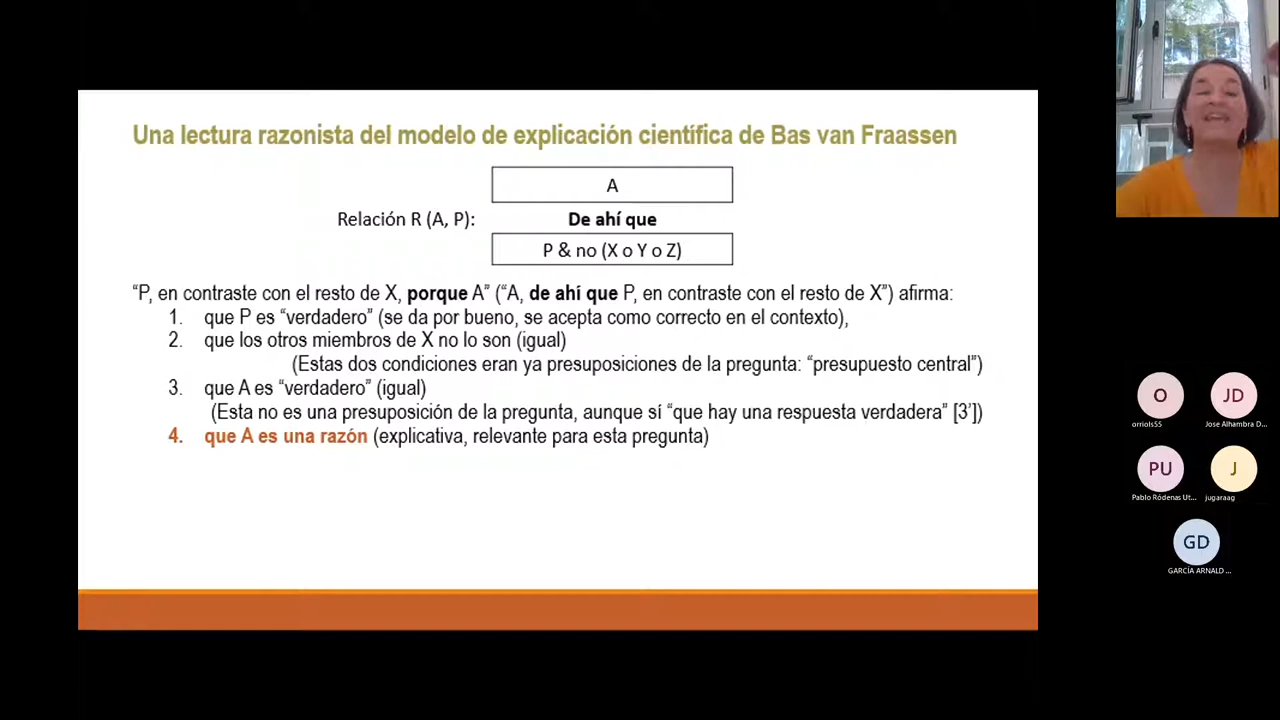 Una lectura razonista del modelo de explicación científica de Bas van Fraassen
A
Relación R (A, P):
De ahí que
P & no (X o Y o Z)
“P, en contraste con el resto de X, porque A” (“A, de ahí que P, en contraste con el resto de X”) afirma:
1. que P es “verdadero” (se da por bueno, se acepta como correcto en el contexto),
2. que los otros miembros de X no lo son (igual)
(Estas dos condiciones eran ya presuposiciones de la pregunta: “presupuesto central”)
3. que A es “verdadero” (igual)
(Esta no es una presuposición de la pregunta, aunque sí “que hay una respuesta verdadera” [3’])
4. que A es una razón (explicativa, relevante para esta pregunta)
O
orriols55
JD
Jose Alhambra D...
PU
Pablo Ródenas Ut...
J
jugaraag
GD
GARCÍA ARNALD ...